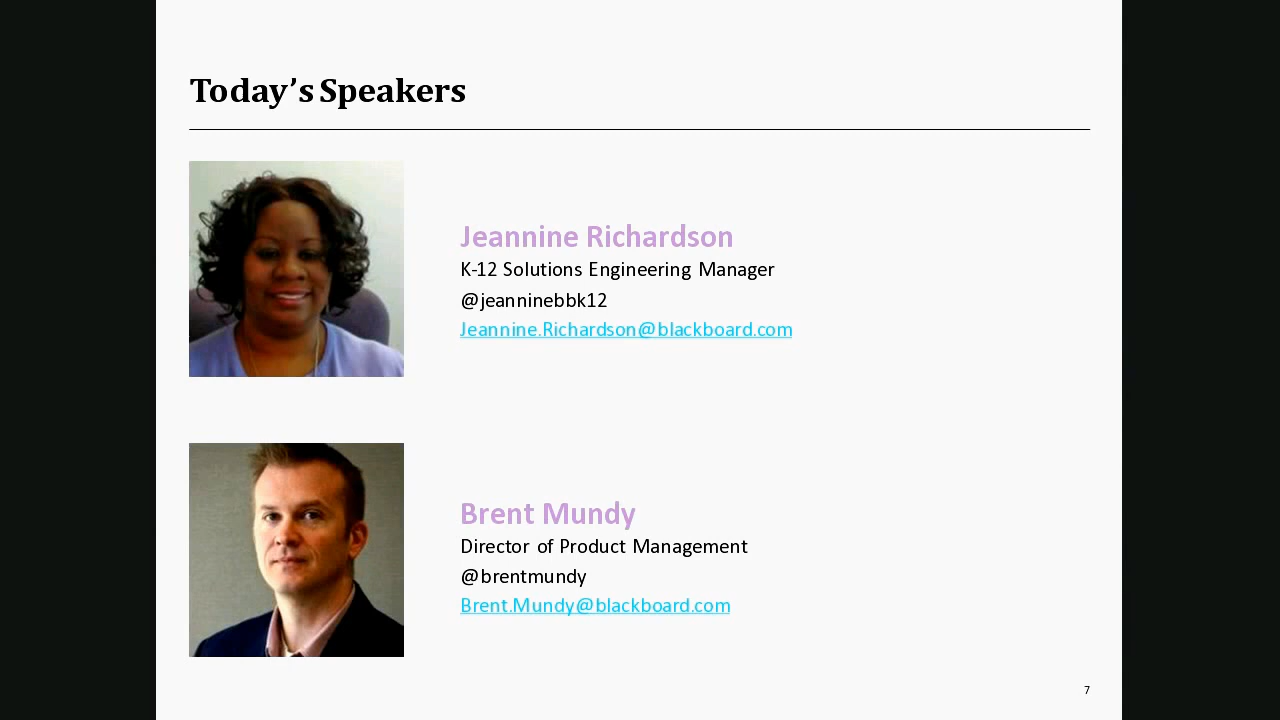 Today's Speakers
Jeannine Richardson
K-12 Solutions Engineering Manager
@jeanninebbk12
Jeannine.Richardson@blackboard.com
Brent Mundy
Director of Product Management
@brentmundy
Brent.Mundy@blackboard.com
7